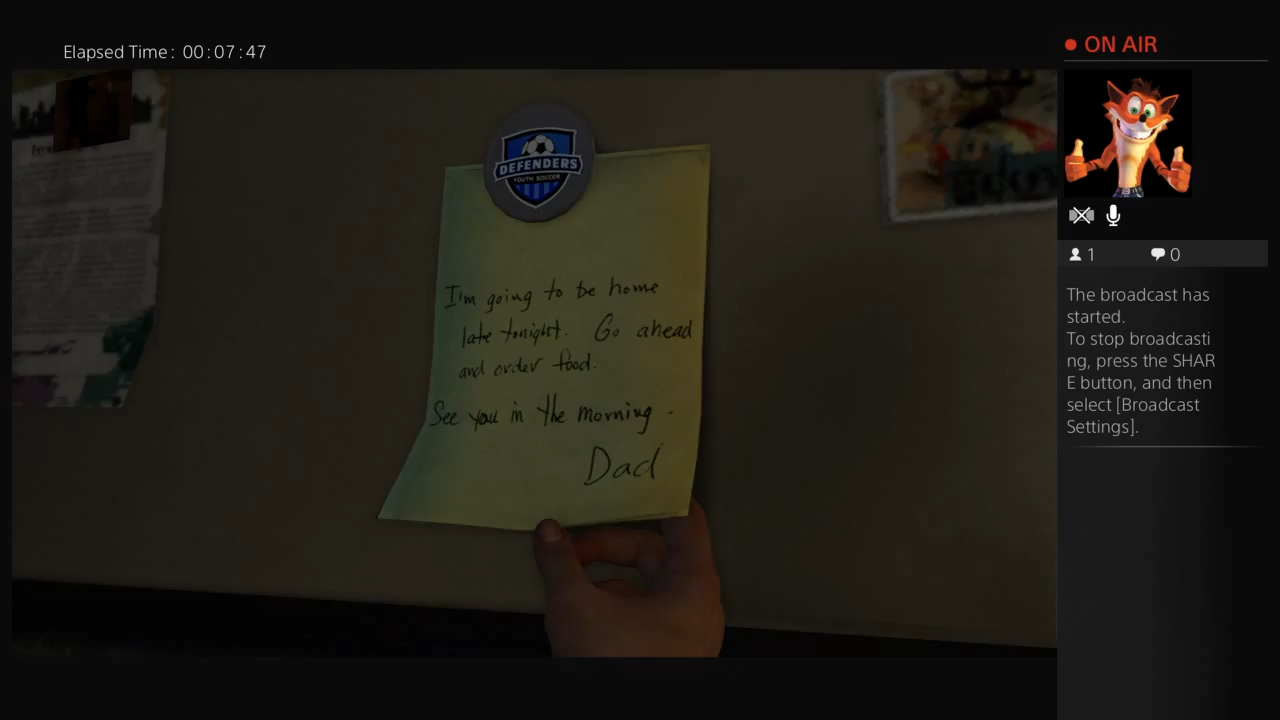 Elapsed Time: 00:07:47
ON AIR
DEFENDERS
YOUTH SOCCER
I'm going to be home
late tonight. Go ahead
and order food.
See you in the morning.
Dad
1
0
The broadcast has
started.
To stop broadcasti
ng, press the SHAR
E button, and then
select [Broadcast
Settings].